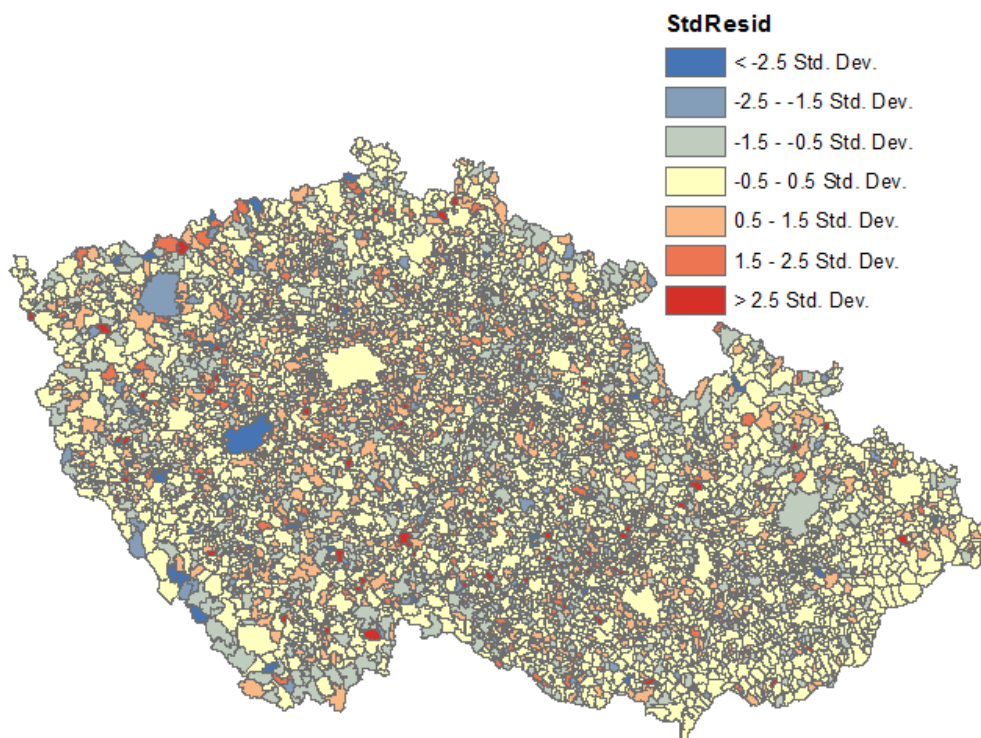 StdResid
< -2.5 Std. Dev.
-2.5 - -1.5 Std. Dev.
-1.5 - -0.5 Std. Dev.
-0.5 - 0.5 Std. Dev.
0.5 - 1.5 Std. Dev.
1.5 - 2.5 Std. Dev.
> 2.5 Std. Dev.